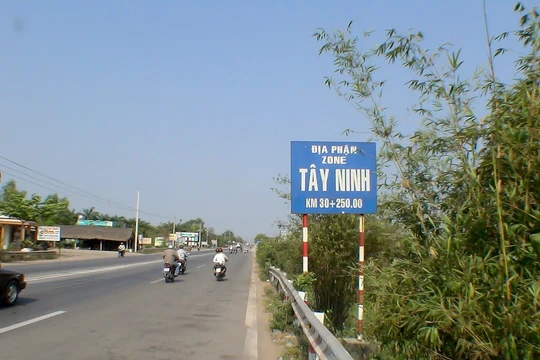 ĐỊA PHẬN
ZONE
TÂY NINH
KM 30+250.00